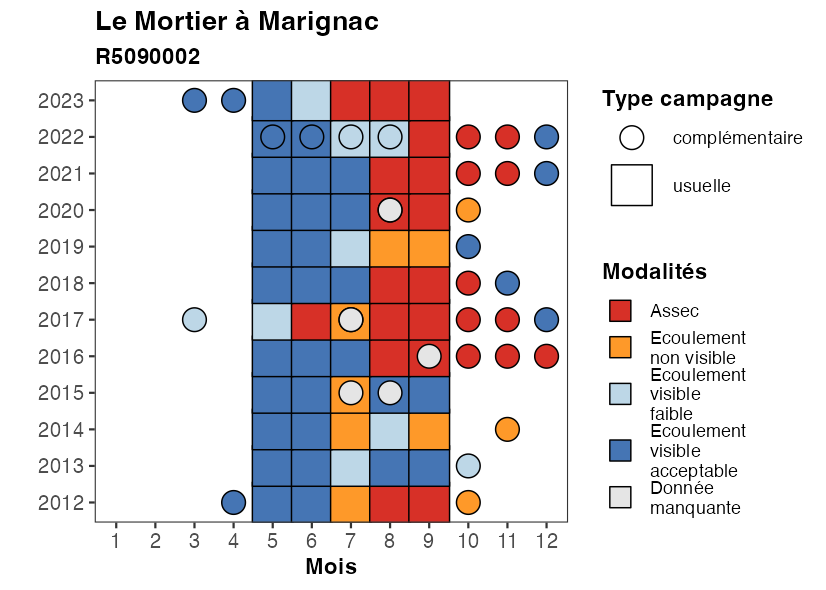 Le Mortier à Marignac
R5090002
2023
2022
2021
2020
2019
2018
2017
2016
2015
2014
2013
2012
1 2 3 4 5 6 7 8 9 10 11 12
Mois
Type campagne
complémentaire
usuelle
Modalités
Assec
Ecoulement
non visible
Ecoulement
visible
faible
Ecoulement
visible
acceptable
Donnée
manquante